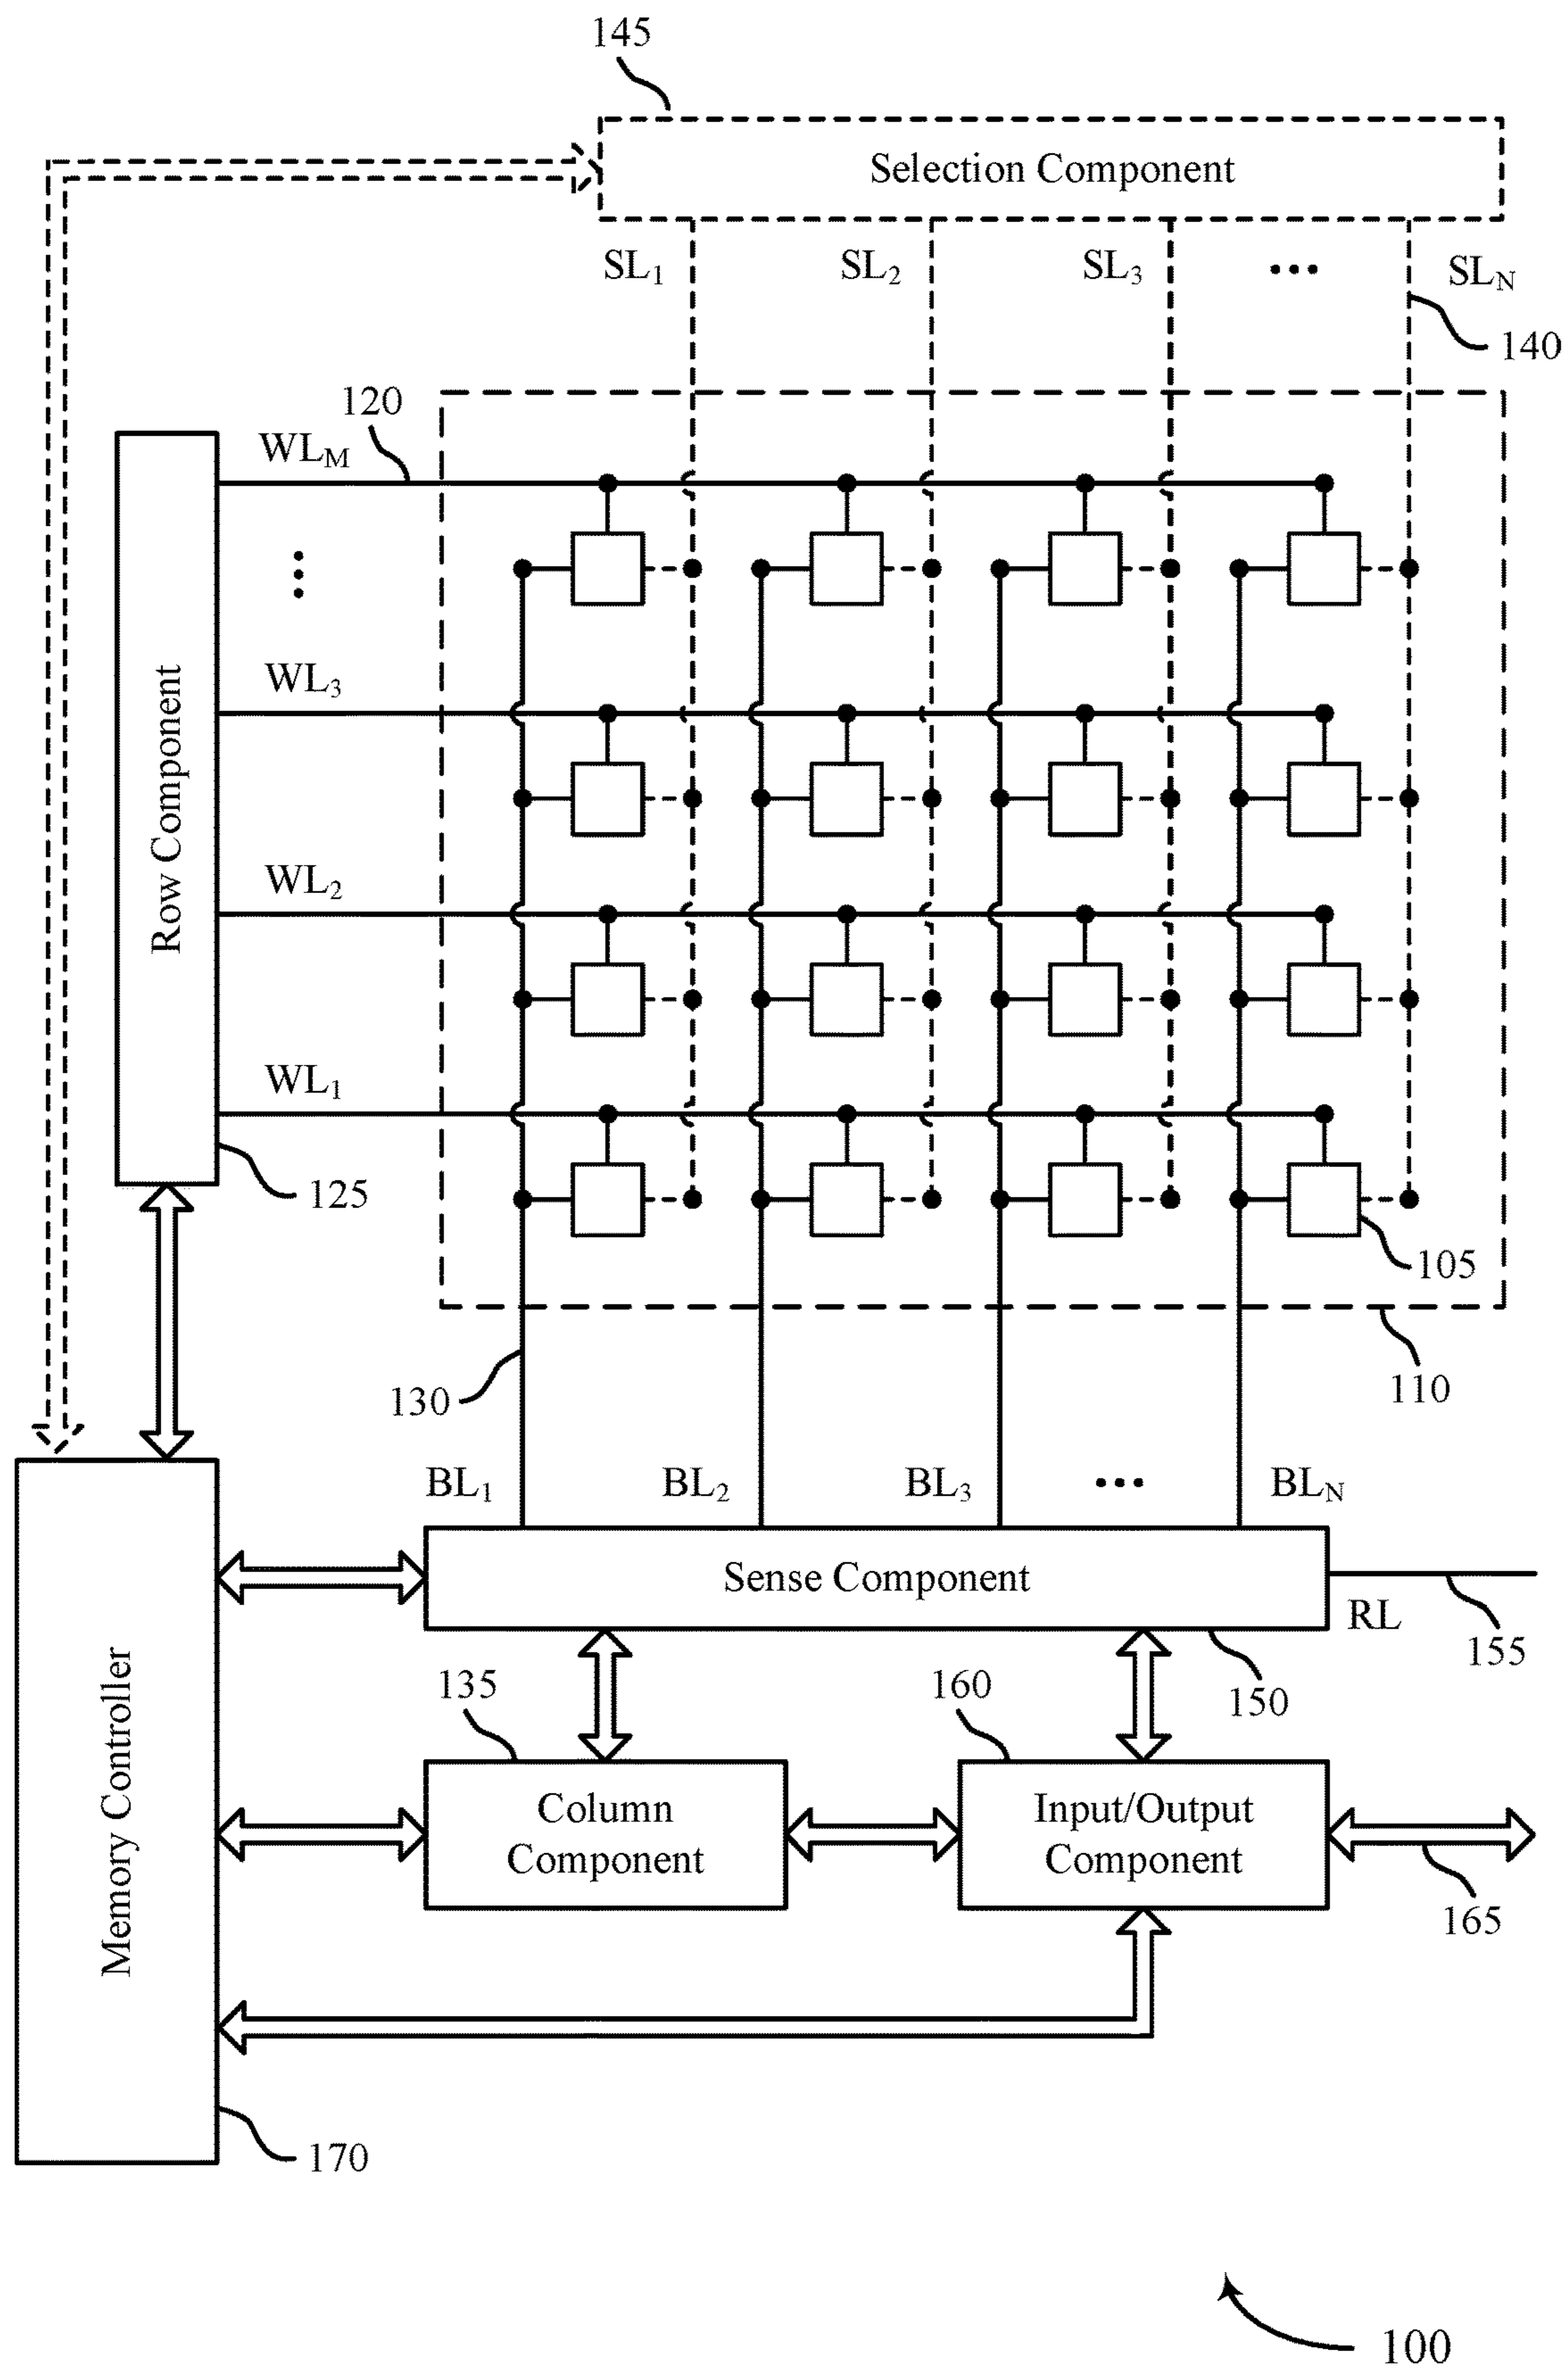 145
Selection Component
SL1 SL2 SL3 ... SLN
140
120
WLM
...
WL3
Row Component
WL2
WL1
125
105
110
130
BL1 BL2 BL3 ... BLN
Sense Component
RL
155
135 160 150
Memory Controller
Column
Component
Input/Output
Component
165
170
100